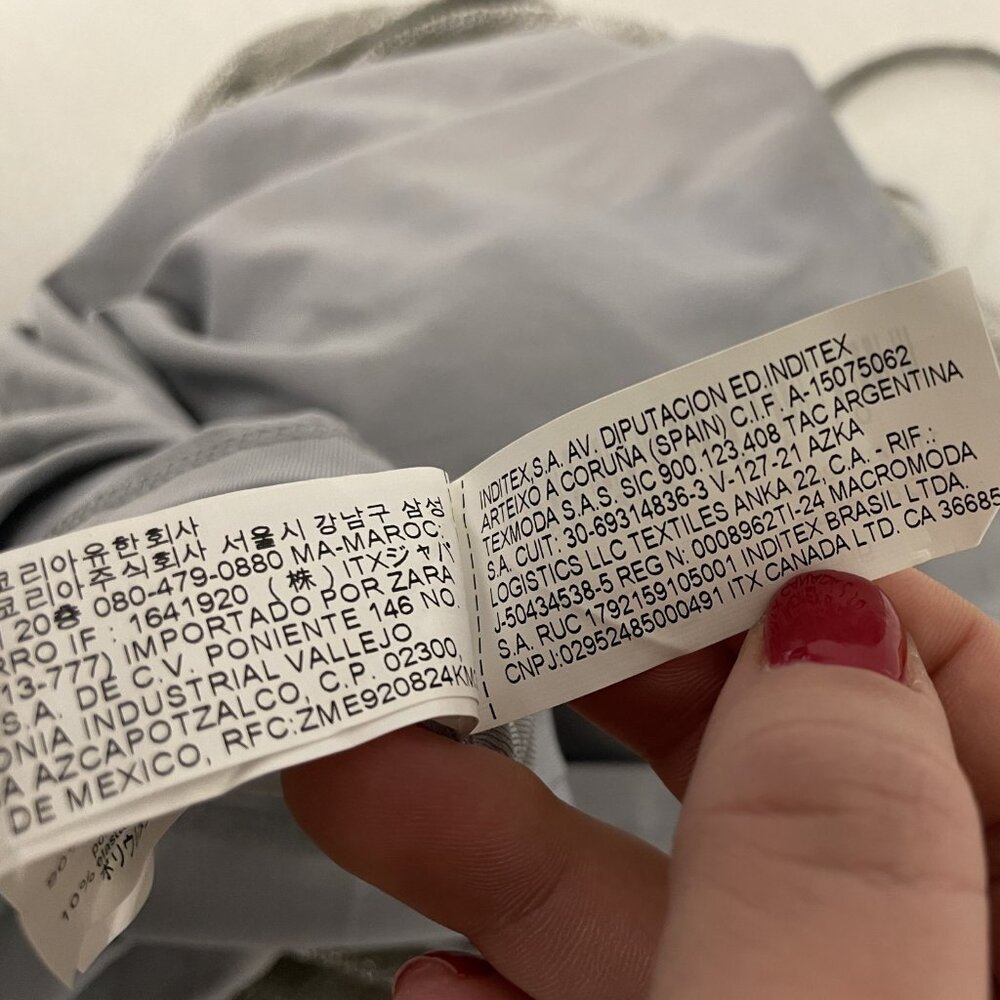 코리아유한회사
코리아주식회사 서울시 강남구 삼성
20층 080-479-0880 MA-MAROC:
RRO IF : 1641920 (株) ITXジャパ
13-777) IMPORTADO POR ZARA
S.A. DE C.V. PONIENTE 146 NO.
ONIA INDUSTRIAL VALLEJO
A AZCAPOTZALCO, C.P. 02300,
DE MEXICO, RFC:ZME920824KM
10%
INDITEX,S.A. AV. DIPUTACION ED.INDITEX
ARTEIXO A CORUÑA (SPAIN) C.I.F. A-15075062
TEXMODA S.A.S. SIC 900.123.408 TAC ARGENTINA
S.A. CUIT: 30-69314836-3 V-127-21 AZKA
LOGISTICS LLC TEXTILES ANKA 22, C.A. - RIF.:
J-50434538-5 REG N: 0008962TI-24 MACROMODA
S.A. RUC 1792159105001 INDITEX BRASIL LTDA.
CNPJ:02952485000491 ITX CANADA LTD. CA 36685